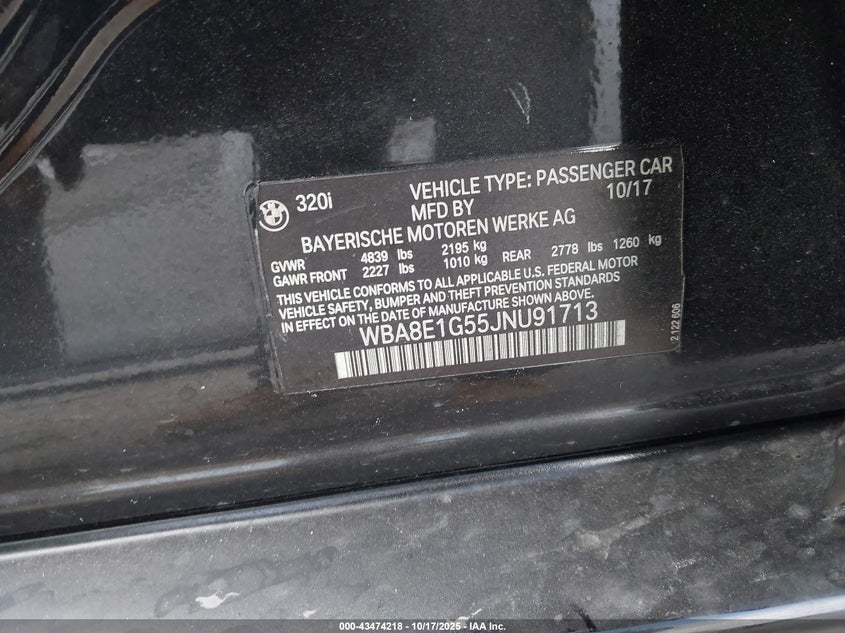 320i VEHICLE TYPE: PASSENGER CAR
MFD BY 10/17
BAYERISCHE MOTOREN WERKE AG
GVWR 4839 lbs 2195 kg
GAWR FRONT 2227 lbs 1010 kg REAR 2778 lbs 1260 kg
THIS VEHICLE CONFORMS TO ALL APPLICABLE U.S. FEDERAL MOTOR
VEHICLE SAFETY, BUMPER AND THEFT PREVENTION STANDARDS
IN EFFECT ON THE DATE OF MANUFACTURE SHOWN ABOVE.
WBA8E1G55JNU91713
2 122 606
000-43474218 - 10/17/2025 - IAAI.COM